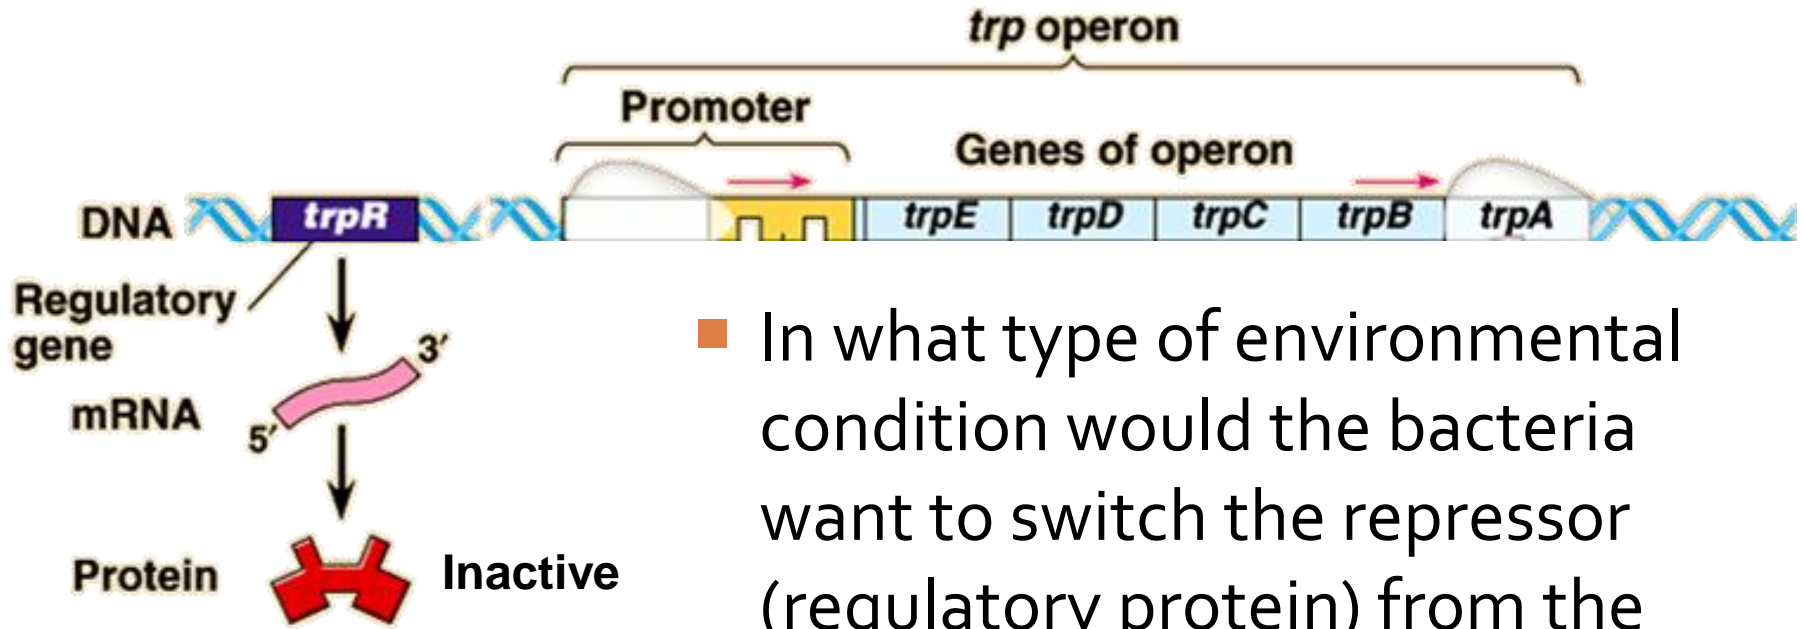 trp operon
Promoter
Genes of operon
DNA
trpR
trpE
trpD
trpC
trpB
trpA
Regulatory
gene
3′
mRNA
5′
Protein
Inactive
In what type of environmental
condition would the bacteria
want to switch the repressor
(regulatory protein) from the